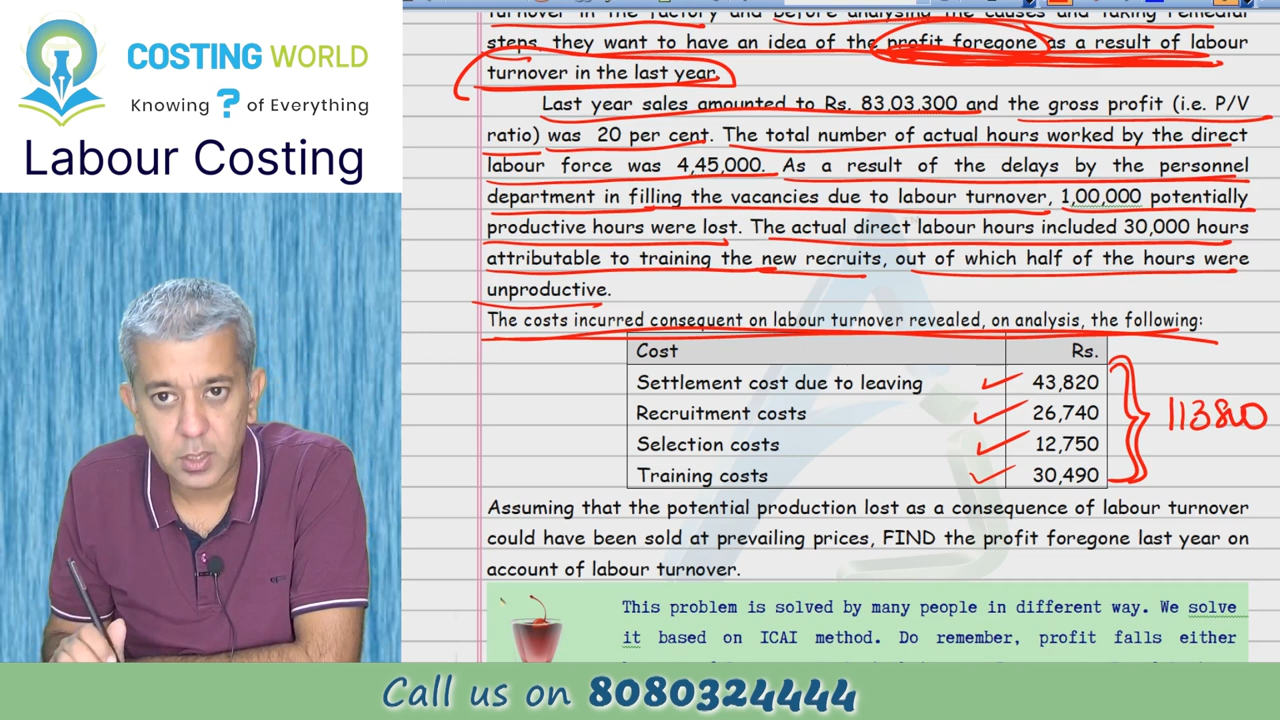 COSTING WORLD
Knowing ? of Everything
Labour Costing
turnover in the factory and before analysing the causes and taking remedial
steps, they want to have an idea of the profit foregone as a result of labour
turnover in the last year.
Last year sales amounted to Rs. 83,03,300 and the gross profit (i.e. P/V
ratio) was 20 per cent. The total number of actual hours worked by the direct
labour force was 4,45,000. As a result of the delays by the personnel
department in filling the vacancies due to labour turnover, 1,00,000 potentially
productive hours were lost. The actual direct labour hours included 30,000 hours
attributable to training the new recruits, out of which half of the hours were
unproductive.
The costs incurred consequent on labour turnover revealed, on analysis, the following:
Cost Rs.
Settlement cost due to leaving 43,820
Recruitment costs 26,740
Selection costs 12,750
Training costs 30,490
113800
Assuming that the potential production lost as a consequence of labour turnover
could have been sold at prevailing prices, FIND the profit foregone last year on
account of labour turnover.
This problem is solved by many people in different way. We solve
it based on ICAI method. Do remember, profit falls either
Call us on 8080324444